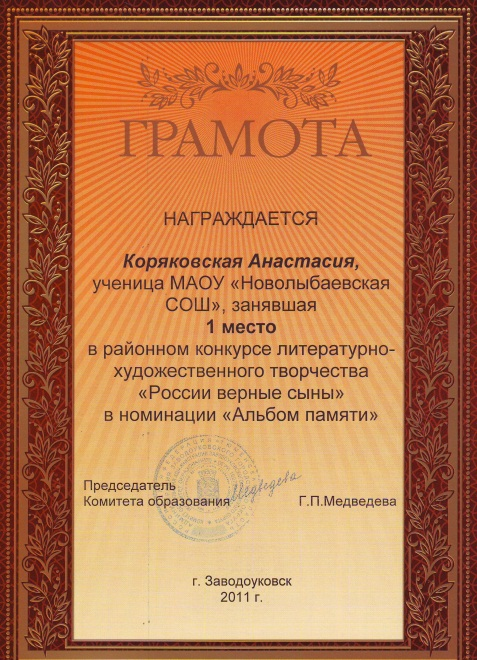 ГРАМОТА
НАГРАЖДАЕТСЯ
Коряковская Анастасия,
ученица МАОУ «Новолыбаевская
СОШ», занявшая
1 место
в районном конкурсе литературно-
художественного творчества
«России верные сыны»
в номинации «Альбом памяти»
Председатель
Комитета образования Медведева Г.П.Медведева
г. Заводоуковск
2011 г.